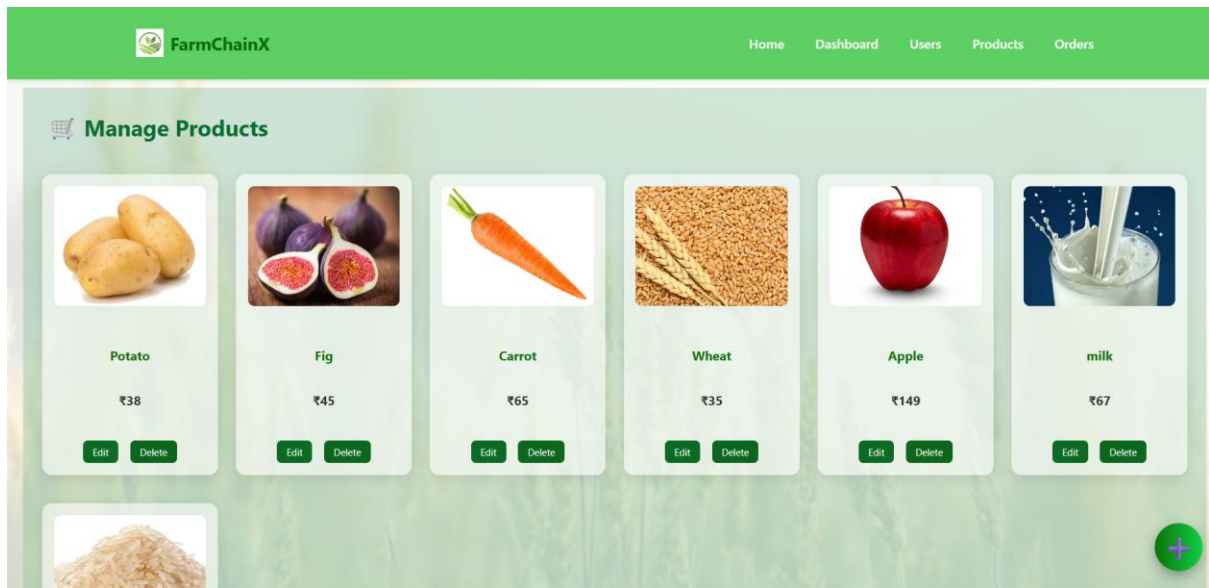 FarmChainX
Home Dashboard Users Products Orders
Manage Products
Potato Fig Carrot Wheat Apple milk
₹38 ₹45 ₹65 ₹35 ₹149 ₹67
Edit Delete Edit Delete Edit Delete Edit Delete Edit Delete Edit Delete